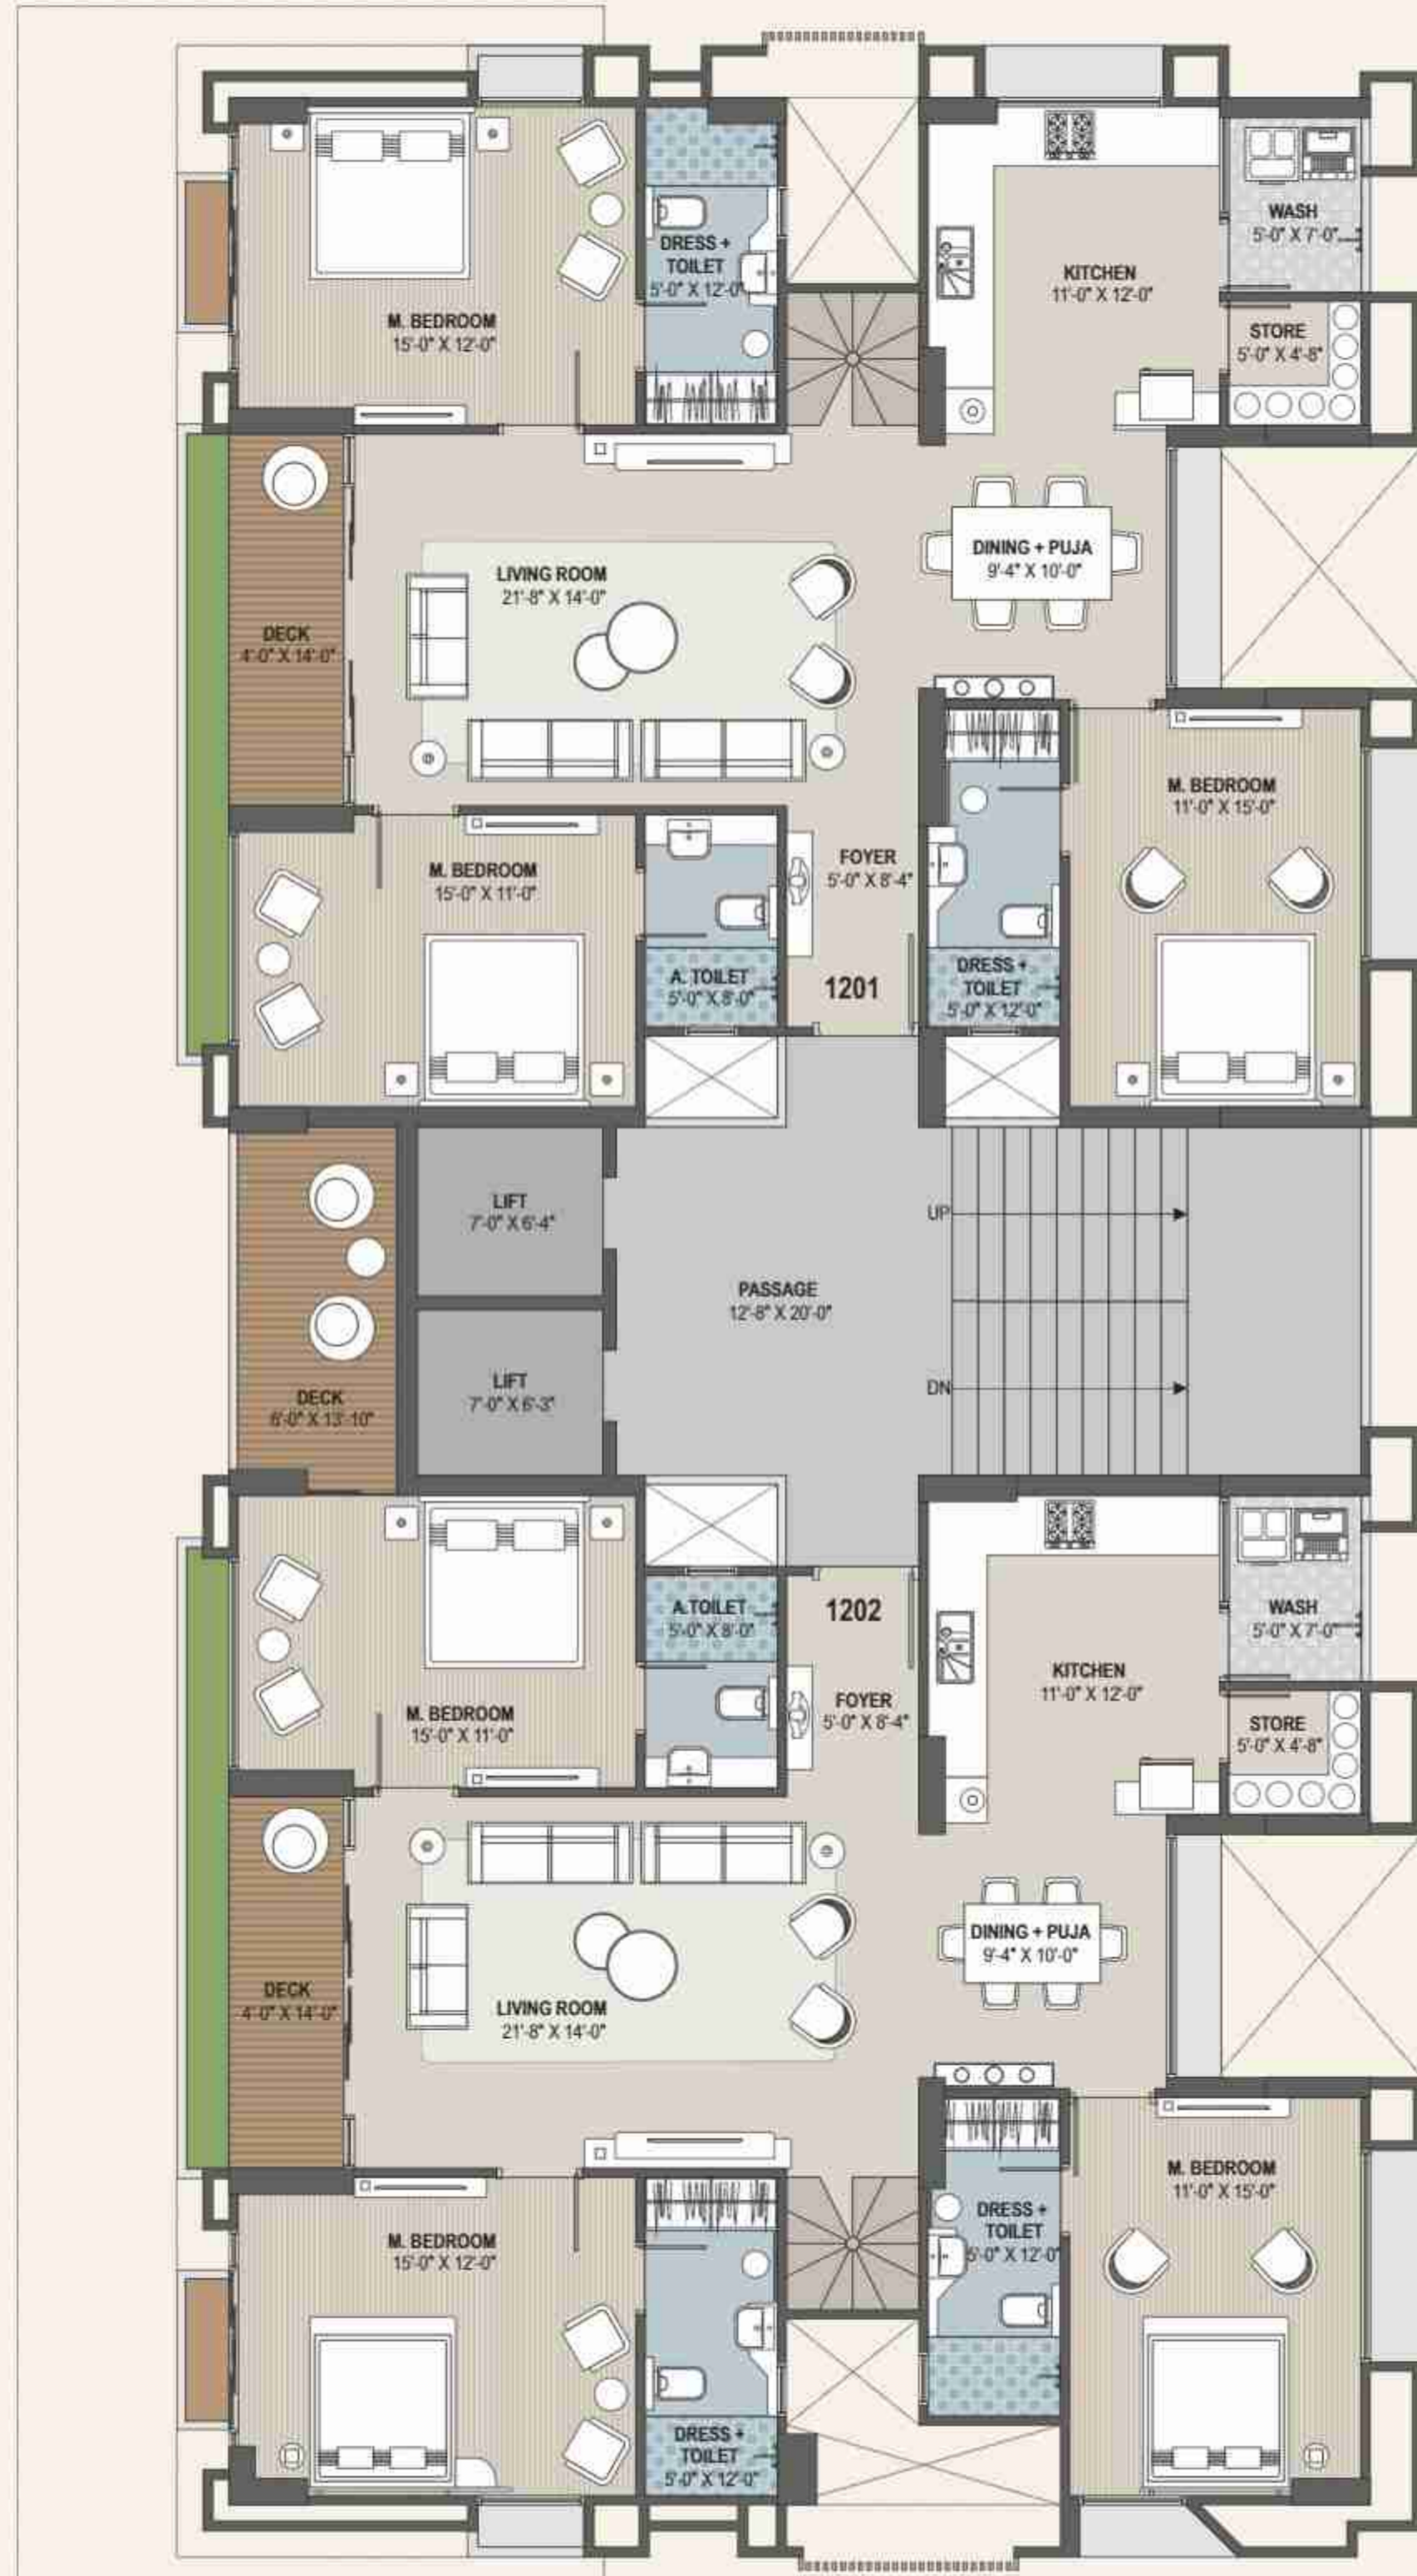 DRESS +
TOILET
5'-0" X 12'-0"
M. BEDROOM
15'-0" X 12'-0"
KITCHEN
11'-0" X 12'-0"
WASH
5'-0" X 7'-0"
STORE
5'-0" X 4'-8"
LIVING ROOM
21'-8" X 14'-0"
DINING + PUJA
9'-4" X 10'-0"
DECK
4'-0" X 14'-0"
M. BEDROOM
11'-0" X 15'-0"
M. BEDROOM
15'-0" X 11'-0"
FOYER
5'-0" X 8'-4"
A. TOILET
5'-0" X 8'-0"
1201
DRESS +
TOILET
5'-0" X 12'-0"
LIFT
7'-0" X 6'-4"
UP
PASSAGE
12'-8" X 20'-0"
LIFT
7'-0" X 6'-3"
DN
DECK
6'-0" X 13'-10"
A.TOILET
5'-0" X 8'-0"
1202
WASH
5'-0" X 7'-0"
KITCHEN
11'-0" X 12'-0"
M. BEDROOM
15'-0" X 11'-0"
FOYER
5'-0" X 8'-4"
STORE
5'-0" X 4'-8"
DINING + PUJA
9'-4" X 10'-0"
DECK
4'-0" X 14'-0"
LIVING ROOM
21'-8" X 14'-0"
M. BEDROOM
11'-0" X 15'-0"
DRESS +
TOILET
5'-0" X 12'-0"
M. BEDROOM
15'-0" X 12'-0"
DRESS +
TOILET
5'-0" X 12'-0"